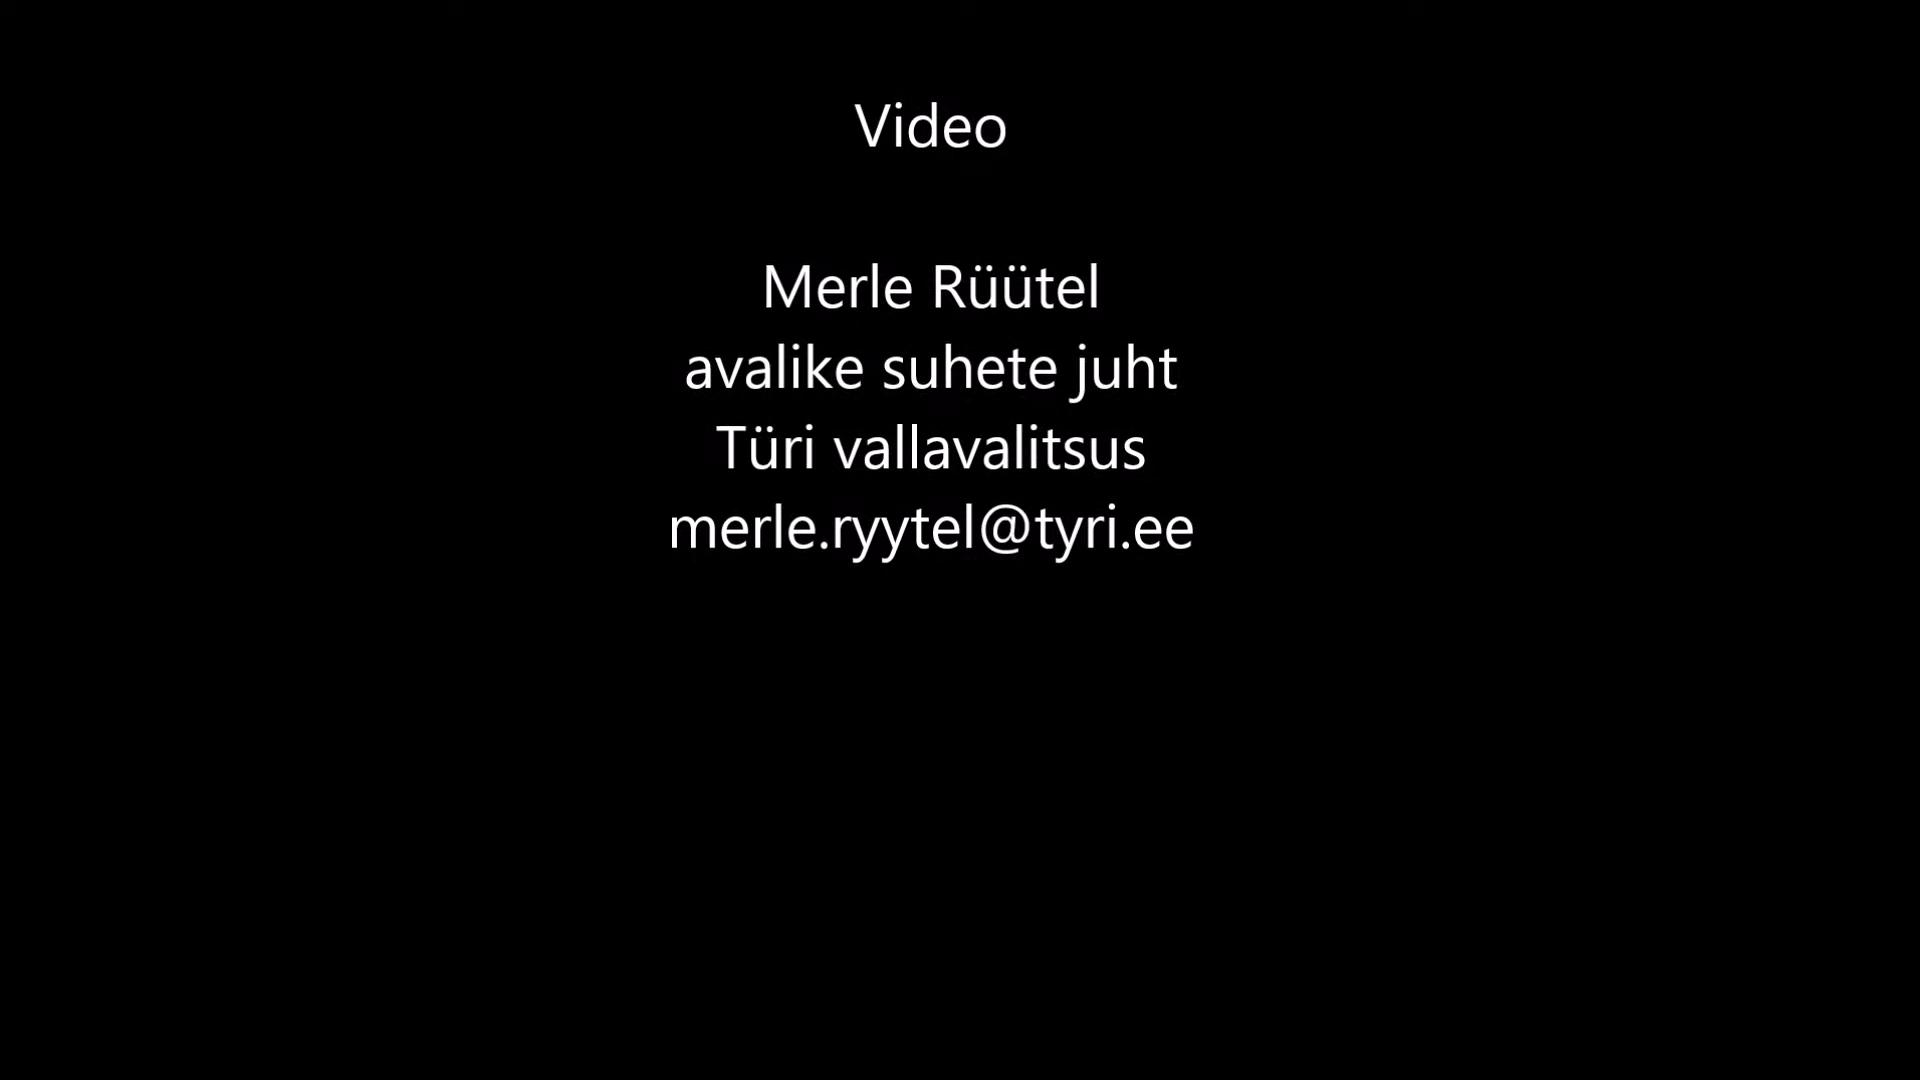 Video
Merle Rüütel
avalike suhete juht
Türi vallavalitsus
merle.ryytel@tyri.ee